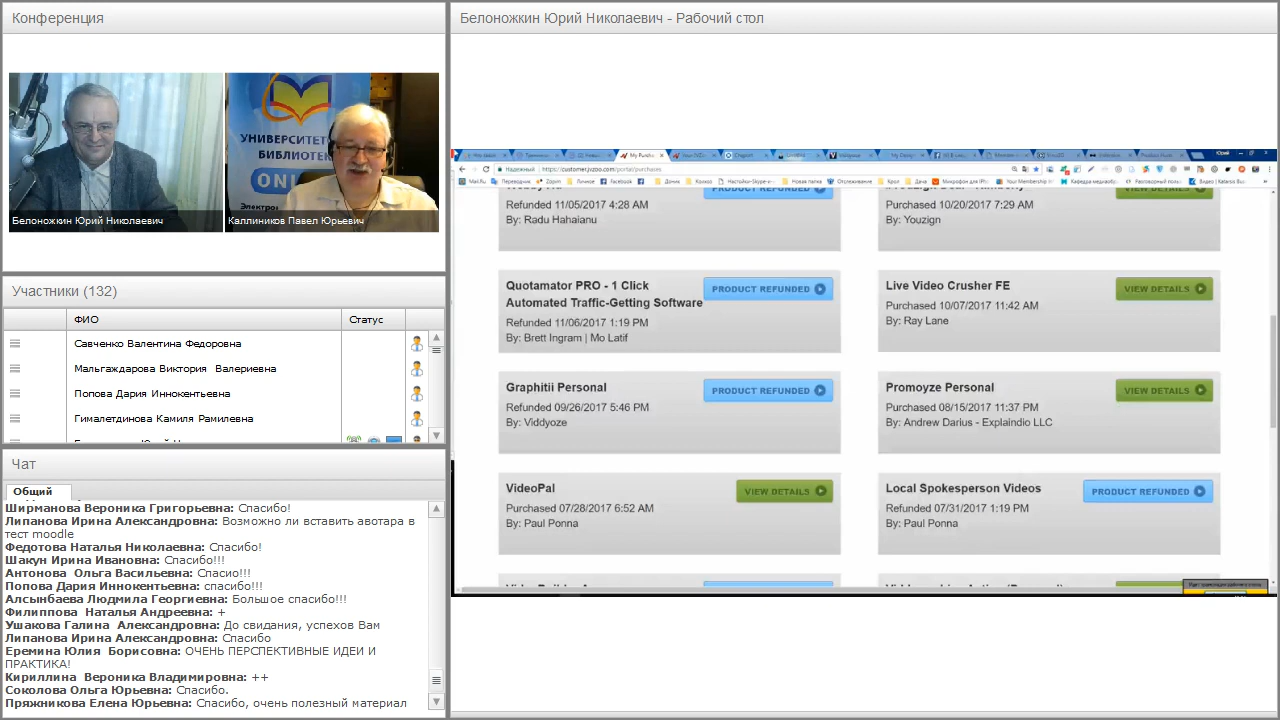 Конференция
УНИВЕРСИТЕТ
БИБЛИОТЕК
Белоножкин Юрий Николаевич
Каллиников Павел Юрьевич
Участники (132)
ФИО
Статус
Савченко Валентина Федоровна
Мальгаждарова Виктория Валериевна
Попова Дария Иннокентьевна
Гималетдинова Камиля Рамилевна
Чат
Общий
Ширманова Вероника Григорьевна: Спасибо!
Липанова Ирина Александровна: Возможно ли вставить авотара в
тест moodle
Федотова Наталья Николаевна: Спасибо!
Шакун Ирина Ивановна: Спасибо!!!
Антонова Ольга Васильевна: Спасио!!!
Попова Дария Иннокентьевна: спасибо!!!
Алсынбаева Людмила Георгиевна: Большое спасибо!!!
Филиппова Наталья Андреевна: +
Ушакова Галина Александровна: До свидания, успехов Вам
Липанова Ирина Александровна: Спасибо
Еремина Юлия Борисовна: ОЧЕНЬ ПЕРСПЕКТИВНЫЕ ИДЕИ И
ПРАКТИКА!
Кириллина Вероника Владимировна: ++
Соколова Ольга Юрьевна: Спасибо.
Пряжникова Елена Юрьевна: Спасибо, очень полезный материал
Белоножкин Юрий Николаевич - Рабочий стол
Надежный
https://customer.jvzoo.com/portal/purchases
Refunded 11/05/2017 4:28 AM
By: Radu Hahaianu
Purchased 10/20/2017 7:29 AM
By: Youzign
Quotamator PRO - 1 Click
Automated Traffic-Getting Software
PRODUCT REFUNDED
Refunded 11/06/2017 1:19 PM
By: Brett Ingram | Mo Latif
Live Video Crusher FE
VIEW DETAILS
Purchased 10/07/2017 11:42 AM
By: Ray Lane
Graphitii Personal
PRODUCT REFUNDED
Refunded 09/26/2017 5:46 PM
By: Viddyoze
Promoyze Personal
VIEW DETAILS
Purchased 08/15/2017 11:37 PM
By: Andrew Darius - Explaindio LLC
VideoPal
VIEW DETAILS
Purchased 07/28/2017 6:52 AM
By: Paul Ponna
Local Spokesperson Videos
PRODUCT REFUNDED
Refunded 07/31/2017 1:19 PM
By: Paul Ponna